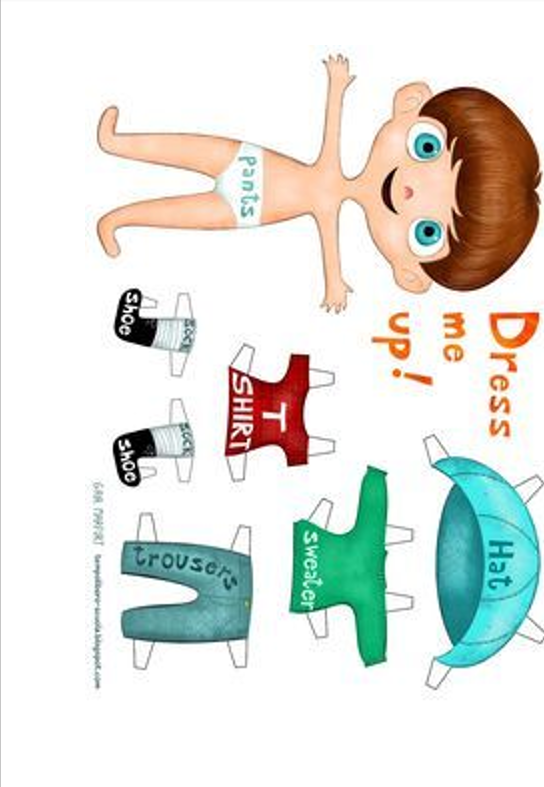 Dress
me
up!
pants
Hat
T
SHIRT
sweater
sock
shoe
sock
shoe
trousers